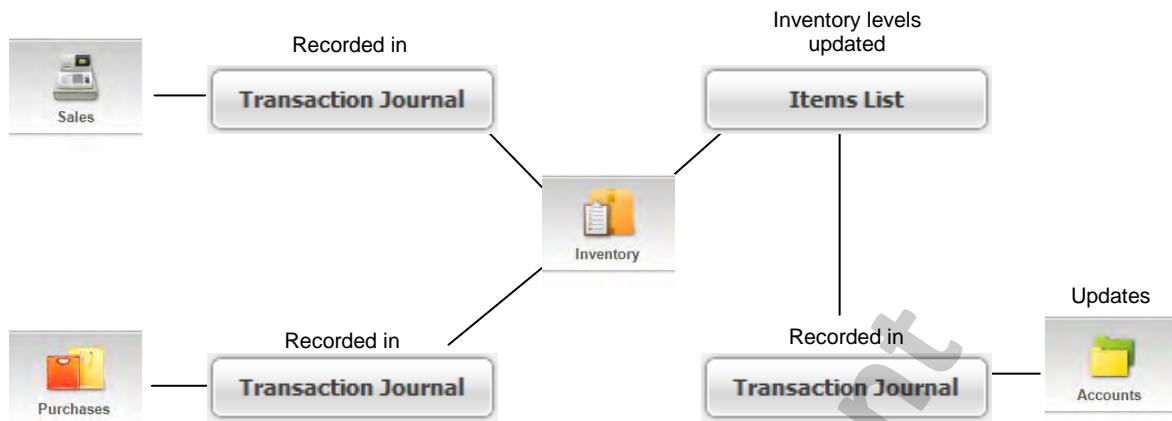 Recorded in
Transaction Journal
Sales
Inventory levels
updated
Items List
Inventory
Recorded in
Transaction Journal
Purchases
Recorded in
Transaction Journal
Updates
Accounts
nt